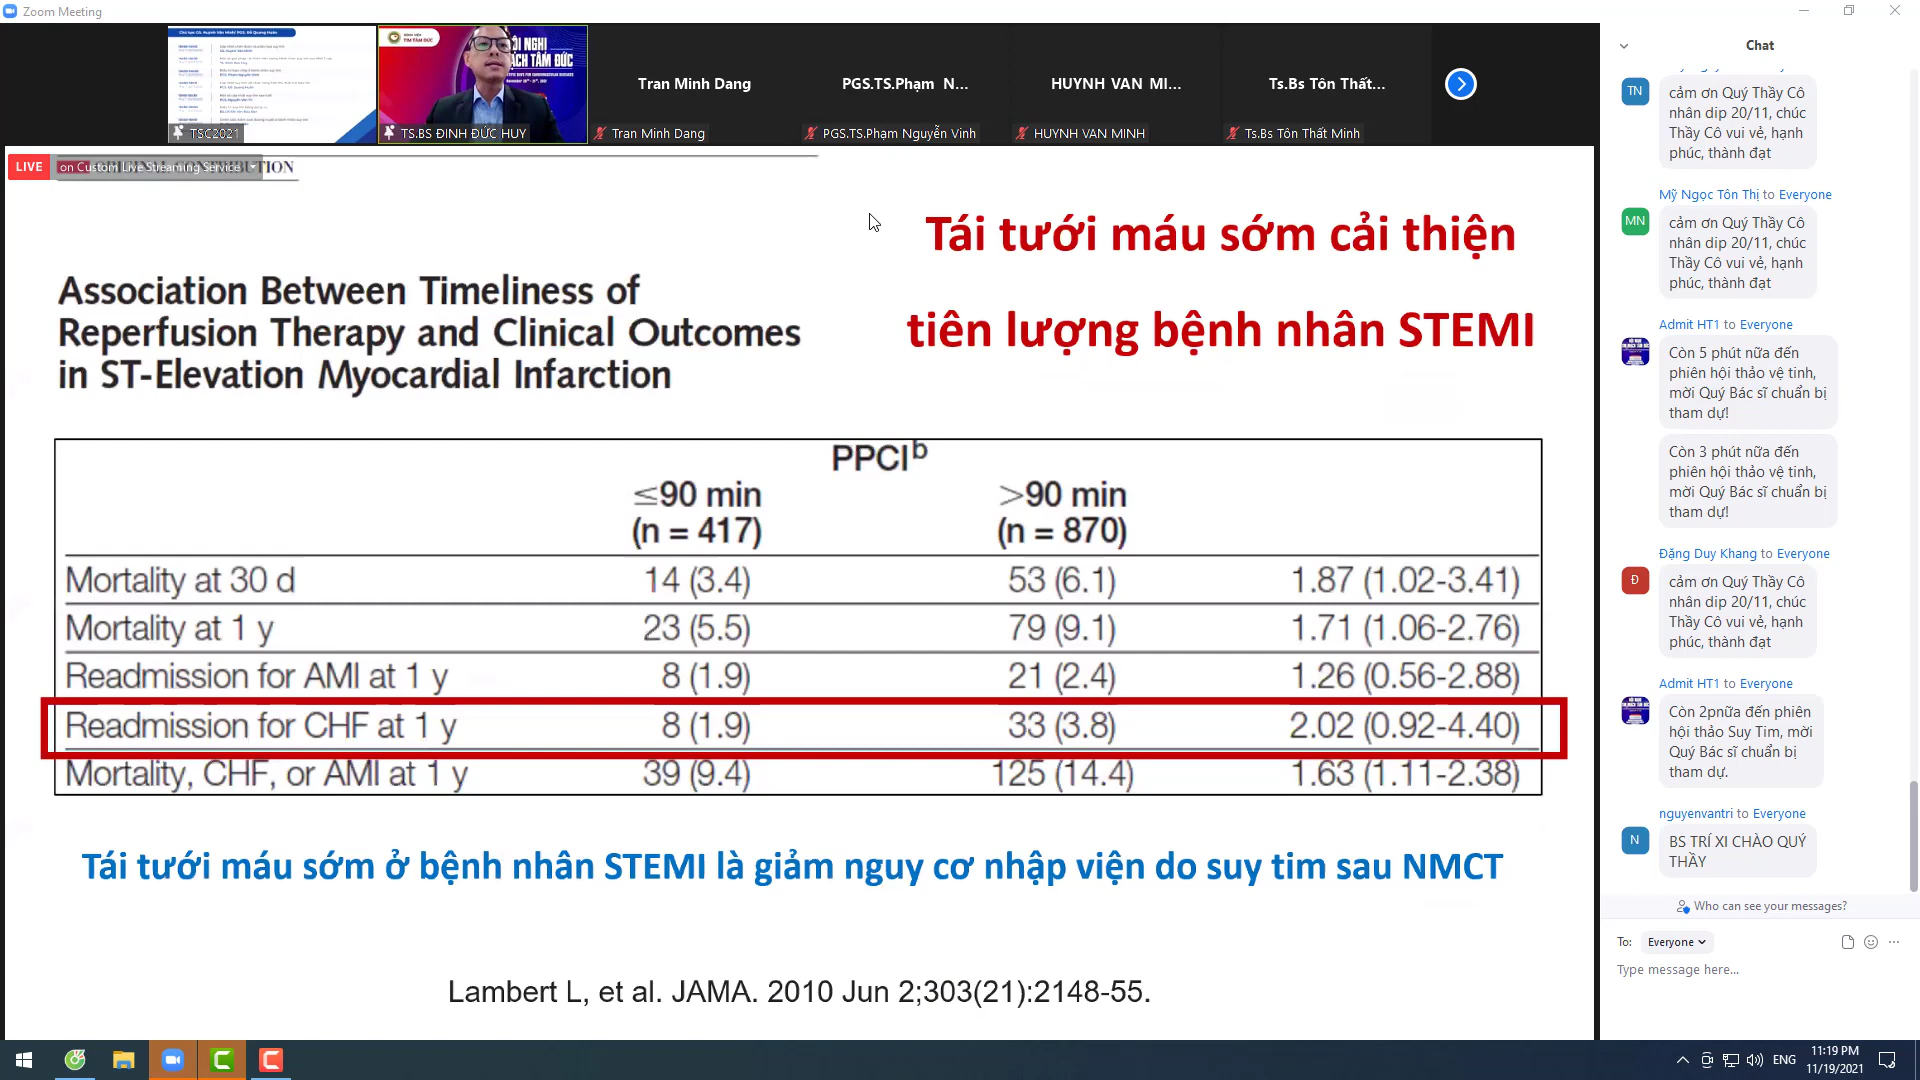 Zoom Meeting
TSC2021
TS.BS ĐINH ĐỨC HUY
BỆNH VIỆN
TIM TÂM ĐỨC
Tran Minh Dang
Tran Minh Dang
PGS.TS.Phạm N...
PGS.TS.Phạm Nguyễn Vinh
HUYNH VAN MI...
HUYNH VAN MINH
Ts.Bs Tôn Thất...
Ts.Bs Tôn Thất Minh
LIVE
on Custom Live Streaming Service
Tái tưới máu sớm cải thiện
tiên lượng bệnh nhân STEMI
Association Between Timeliness of
Reperfusion Therapy and Clinical Outcomes
in ST-Elevation Myocardial Infarction
PPCIb
≤90 min >90 min
(n = 417) (n = 870)
Mortality at 30 d 14 (3.4) 53 (6.1) 1.87 (1.02-3.41)
Mortality at 1 y 23 (5.5) 79 (9.1) 1.71 (1.06-2.76)
Readmission for AMI at 1 y 8 (1.9) 21 (2.4) 1.26 (0.56-2.88)
Readmission for CHF at 1 y 8 (1.9) 33 (3.8) 2.02 (0.92-4.40)
Mortality, CHF, or AMI at 1 y 39 (9.4) 125 (14.4) 1.63 (1.11-2.38)
Tái tưới máu sớm ở bệnh nhân STEMI là giảm nguy cơ nhập viện do suy tim sau NMCT
Lambert L, et al. JAMA. 2010 Jun 2;303(21):2148-55.
Chat
TN
cảm ơn Quý Thầy Cô
nhân dip 20/11, chúc
Thầy Cô vui vẻ, hạnh
phúc, thành đạt
Mỹ Ngọc Tôn Thị to Everyone
MN
cảm ơn Quý Thầy Cô
nhân dip 20/11, chúc
Thầy Cô vui vẻ, hạnh
phúc, thành đạt
Admit HT1 to Everyone
Còn 5 phút nữa đến
phiên hội thảo vệ tinh,
mời Quý Bác sĩ chuẩn bị
tham dự!
Còn 3 phút nữa đến
phiên hội thảo vệ tinh,
mời Quý Bác sĩ chuẩn bị
tham dự!
Đặng Duy Khang to Everyone
Đ
cảm ơn Quý Thầy Cô
nhân dip 20/11, chúc
Thầy Cô vui vẻ, hạnh
phúc, thành đạt
Admit HT1 to Everyone
Còn 2pnữa đến phiên
hội thảo Suy Tim, mời
Quý Bác sĩ chuẩn bị
tham dự.
nguyenvantri to Everyone
N
BS TRÍ XI CHÀO QUÝ
THẦY
Who can see your messages?
To: Everyone
Type message here...
ENG
11:19 PM
11/19/2021